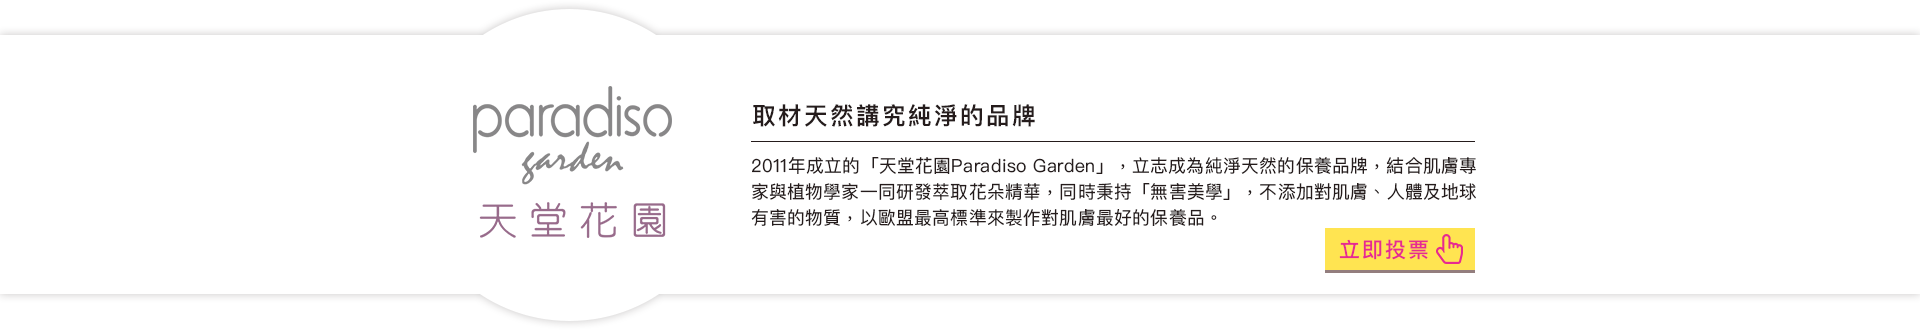 paradiso
garden
天堂花園
取材天然講究純淨的品牌
2011年成立的「天堂花園Paradiso Garden」，立志成為純淨天然的保養品牌，結合肌膚專
家與植物學家一同研發萃取花朵精華，同時秉持「無害美學」，不添加對肌膚、人體及地球
有害的物質，以歐盟最高標準來製作對肌膚最好的保養品。
立即投票